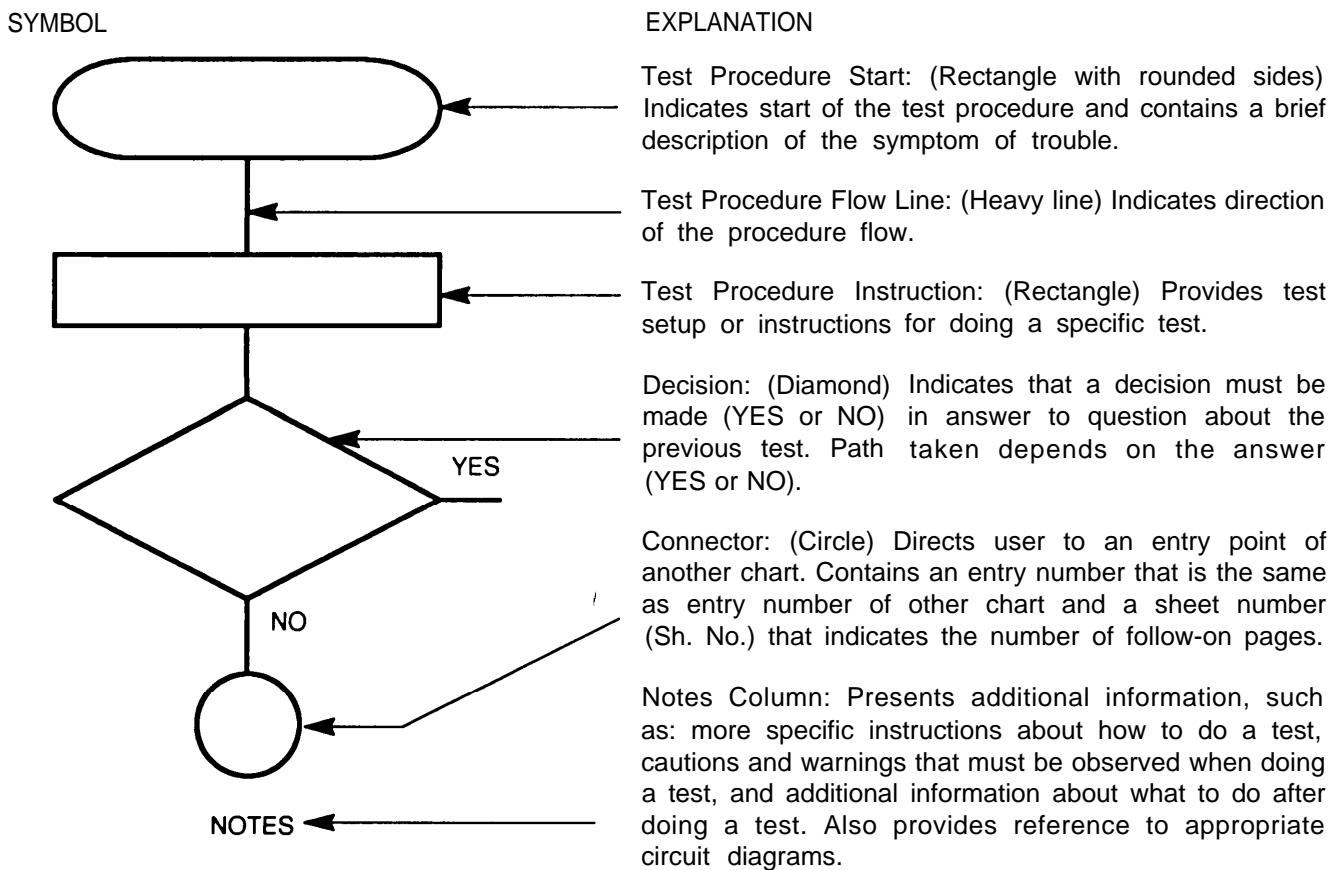 SYMBOL
EXPLANATION
Test Procedure Start: (Rectangle with rounded sides)
Indicates start of the test procedure and contains a brief
description of the symptom of trouble.
Test Procedure Flow Line: (Heavy line) Indicates direction
of the procedure flow.
Test Procedure Instruction: (Rectangle) Provides test
setup or instructions for doing a specific test.
Decision: (Diamond) Indicates that a decision must be
made (YES or NO) in answer to question about the
previous test. Path taken depends on the answer
(YES or NO).
YES
Connector: (Circle) Directs user to an entry point of
another chart. Contains an entry number that is the same
as entry number of other chart and a sheet number
(Sh. No.) that indicates the number of follow-on pages.
NO
Notes Column: Presents additional information, such
as: more specific instructions about how to do a test,
cautions and warnings that must be observed when doing
a test, and additional information about what to do after
doing a test. Also provides reference to appropriate
circuit diagrams.
NOTES